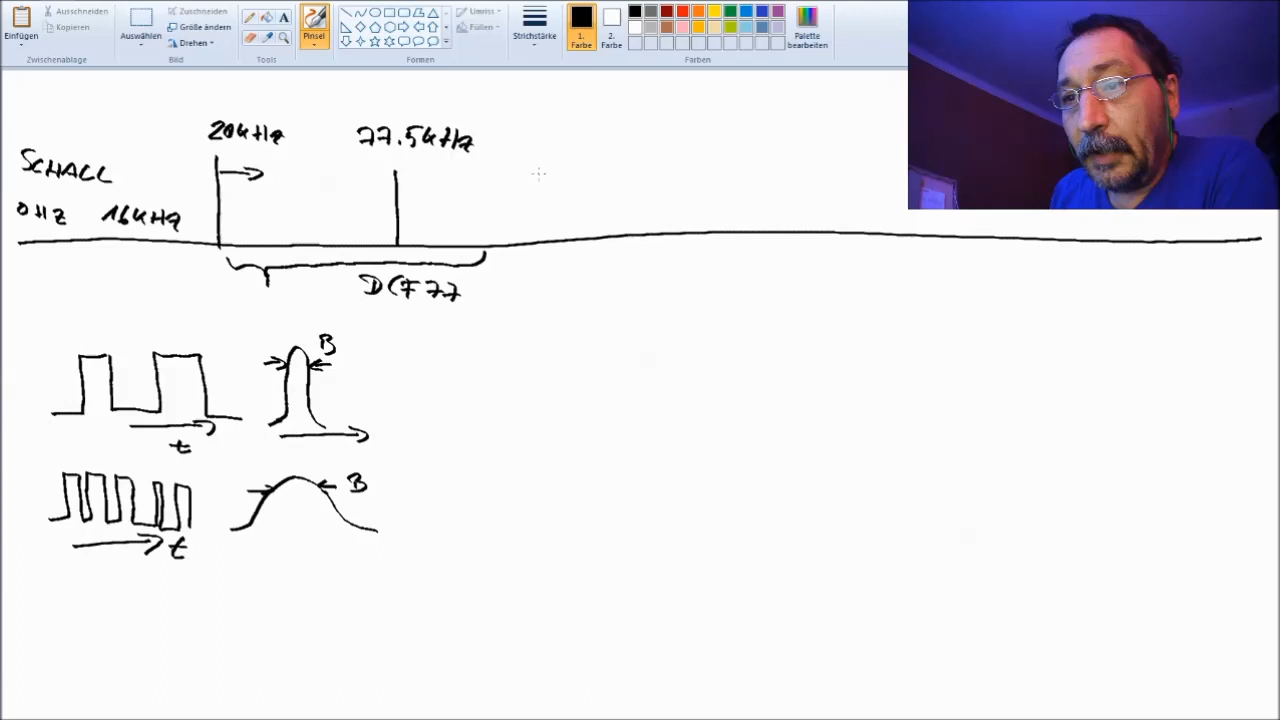 Einfügen
Ausschneiden
Kopieren
Zwischenablage
Auswählen
Zuschneiden
Größe ändern
Drehen
Bild
A
Tools
Pinsel
Umriss
Füllen
Formen
Strichstärke
1.
Farbe
2.
Farbe
Palette
bearbeiten
Farben
20kHz
77.5kHz
SCHALL
0HZ 16kHz
DCF77
B
t
B
t